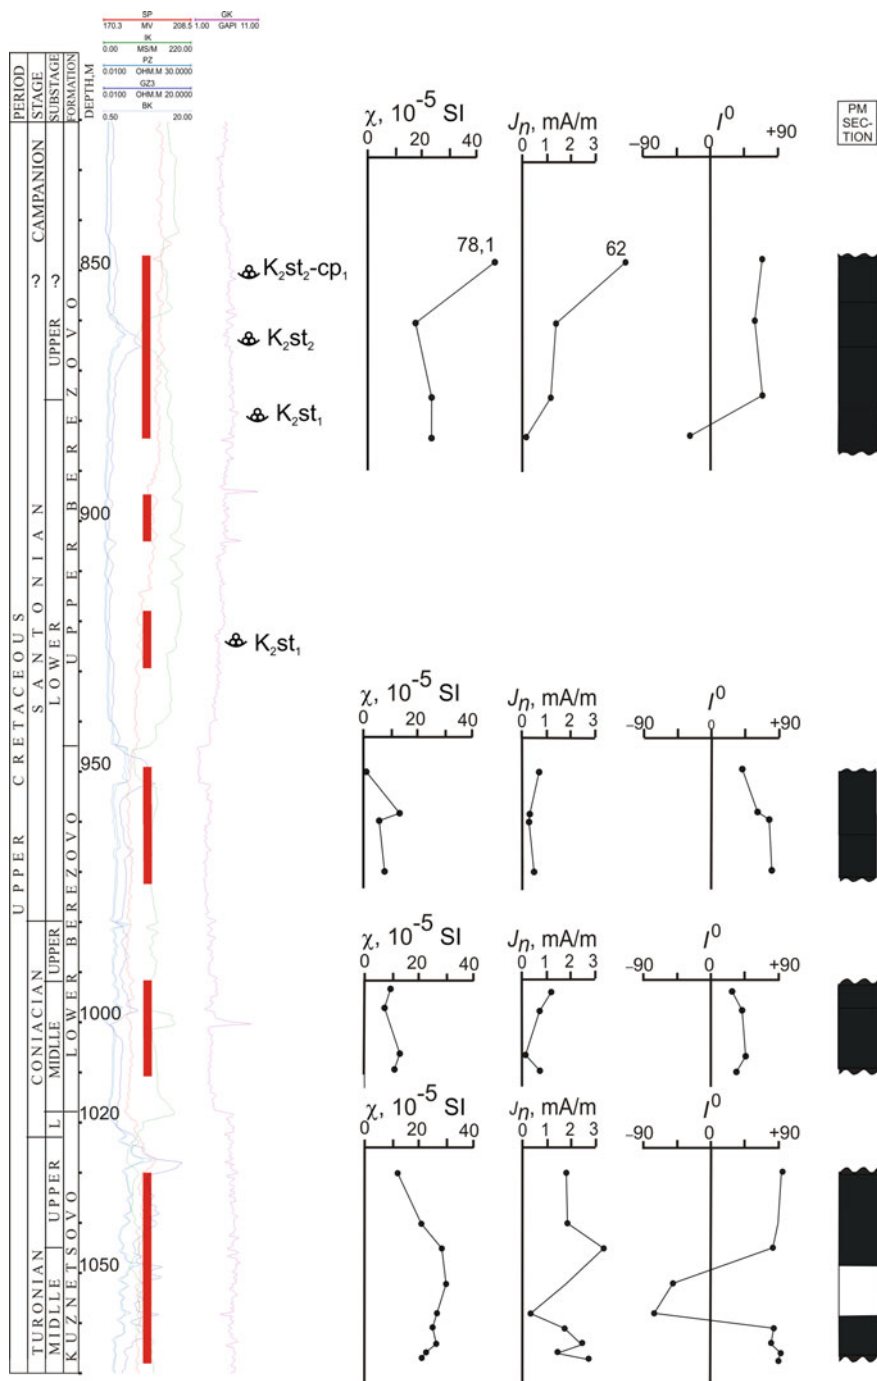 SP
170.3 MV 208.5
IK
0.00 MS/M 220.00
PZ
0.0100 OHM.M 30.0000
GZ3
0.0100 OHM.M 20.0000
BK
0.50 20.00
GK
1.00 GAPI 11.00
PERIOD
STAGE
SUBSTAGE
FORMATION
DEPTH,M
UPPER CRETACEOUS
CAMPANION
?
?
SANTONIAN
UPPER
LOWER
CONIACIAN
UPPER
MIDLLE
L
TURONIAN
UPPER
MIDLLE
UPPER BEREZOVO
LOWER BEREZOVO
KUZNETSOVO
850
900
950
1000
1020
1050
K₂st₂-cp₁
K₂st₂
K₂st₁
K₂st₁
χ, 10⁻⁵ SI
0 20 40
78,1
Jn, mA/m
0 1 2 3
62
I⁰
−90 0 +90
PM
SEC-
TION
χ, 10⁻⁵ SI
0 20 40
Jn, mA/m
0 1 2 3
I⁰
−90 0 +90
χ, 10⁻⁵ SI
0 20 40
Jn, mA/m
0 1 2 3
I⁰
−90 0 +90
χ, 10⁻⁵ SI
0 20 40
Jn, mA/m
0 1 2 3
I⁰
−90 0 +90